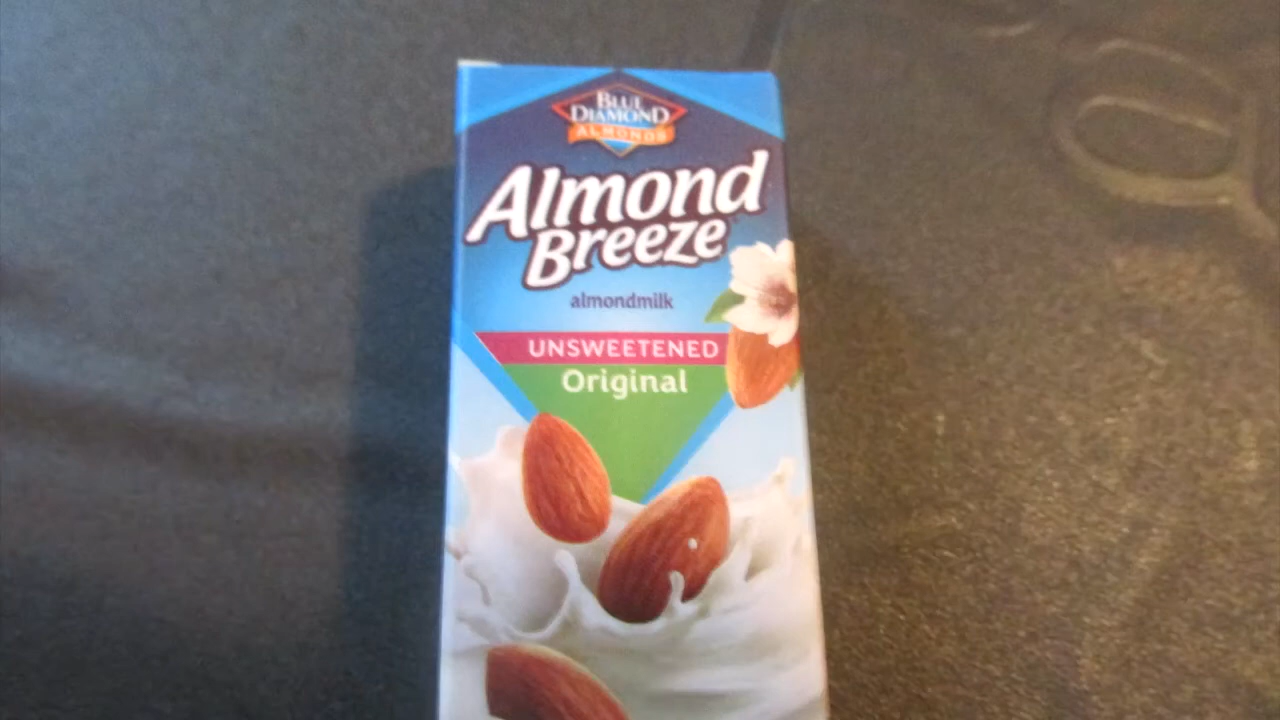 BLUE
DIAMOND
ALMONDS
Almond
Breeze
almondmilk
UNSWEETENED
Original